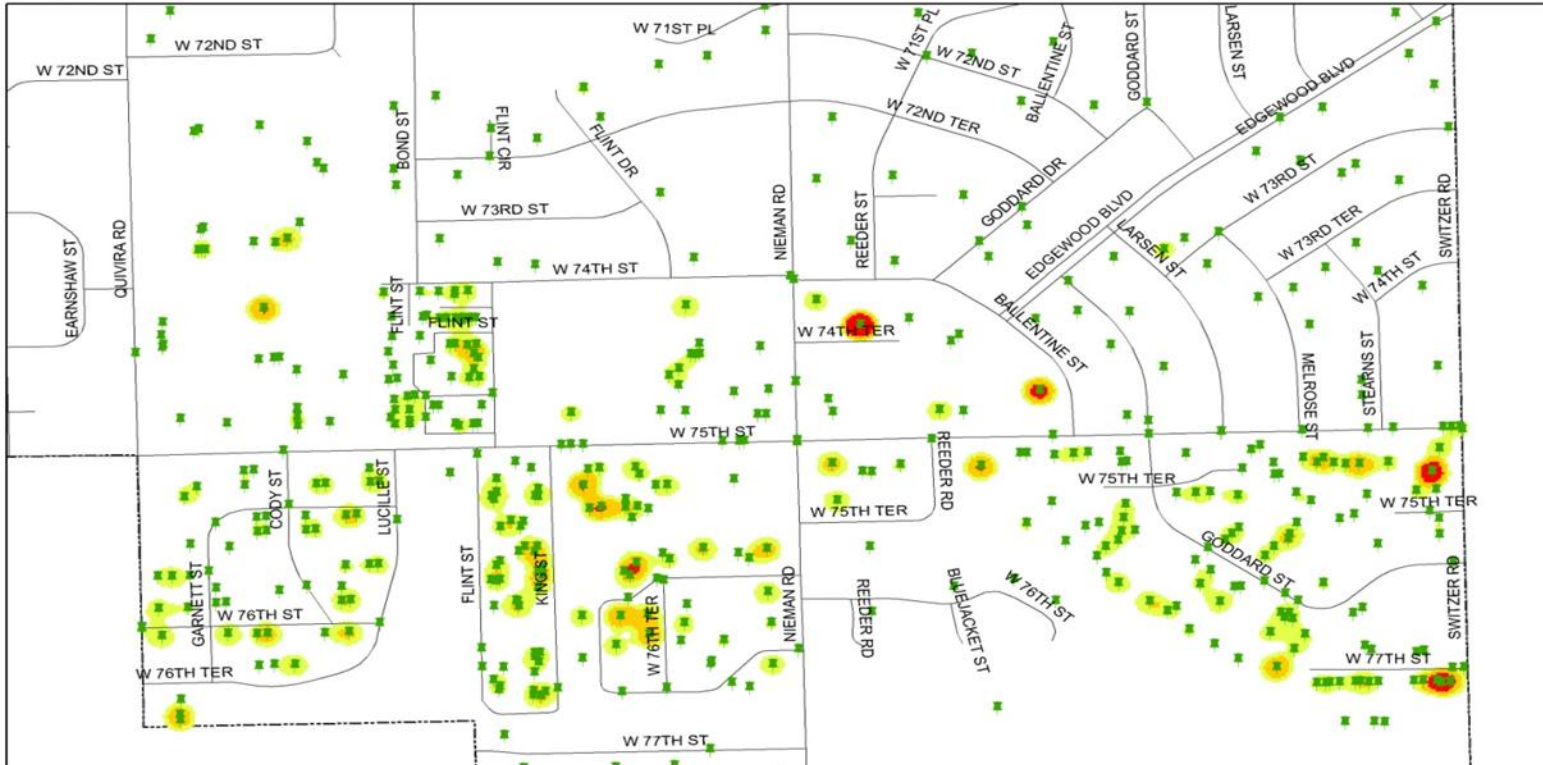 W 72ND ST
W 71ST PL
W 71ST PL
W 72ND ST
BALLENTINE ST
GODDARD ST
LARSEN ST
EDGEWOOD BLVD
W 72ND ST
BOND ST
FLINT CIR
FLINT DR
W 72ND TER
W 73RD ST
GODDARD DR
W 73RD ST
SWITZER RD
NIEMAN RD
REEDER ST
EARNSHAW ST
QUIVIRA RD
W 74TH ST
EDGEWOOD BLVD
LARSEN ST
W 73RD TER
W 74TH ST
FLINT ST
FLINT ST
W 74TH TER
BALLENTINE ST
MELROSE ST
STEARNS ST
W 75TH ST
REEDER RD
CODY ST
LUCILLE ST
W 75TH TER
W 75TH TER
W 75TH TER
GARNETT ST
FLINT ST
KING ST
GODDARD ST
W 76TH ST
W 76TH TER
NIEMAN RD
REEDER RD
BLUEJACKET ST
W 76TH ST
SWITZER RD
W 76TH TER
W 77TH ST
W 77TH ST